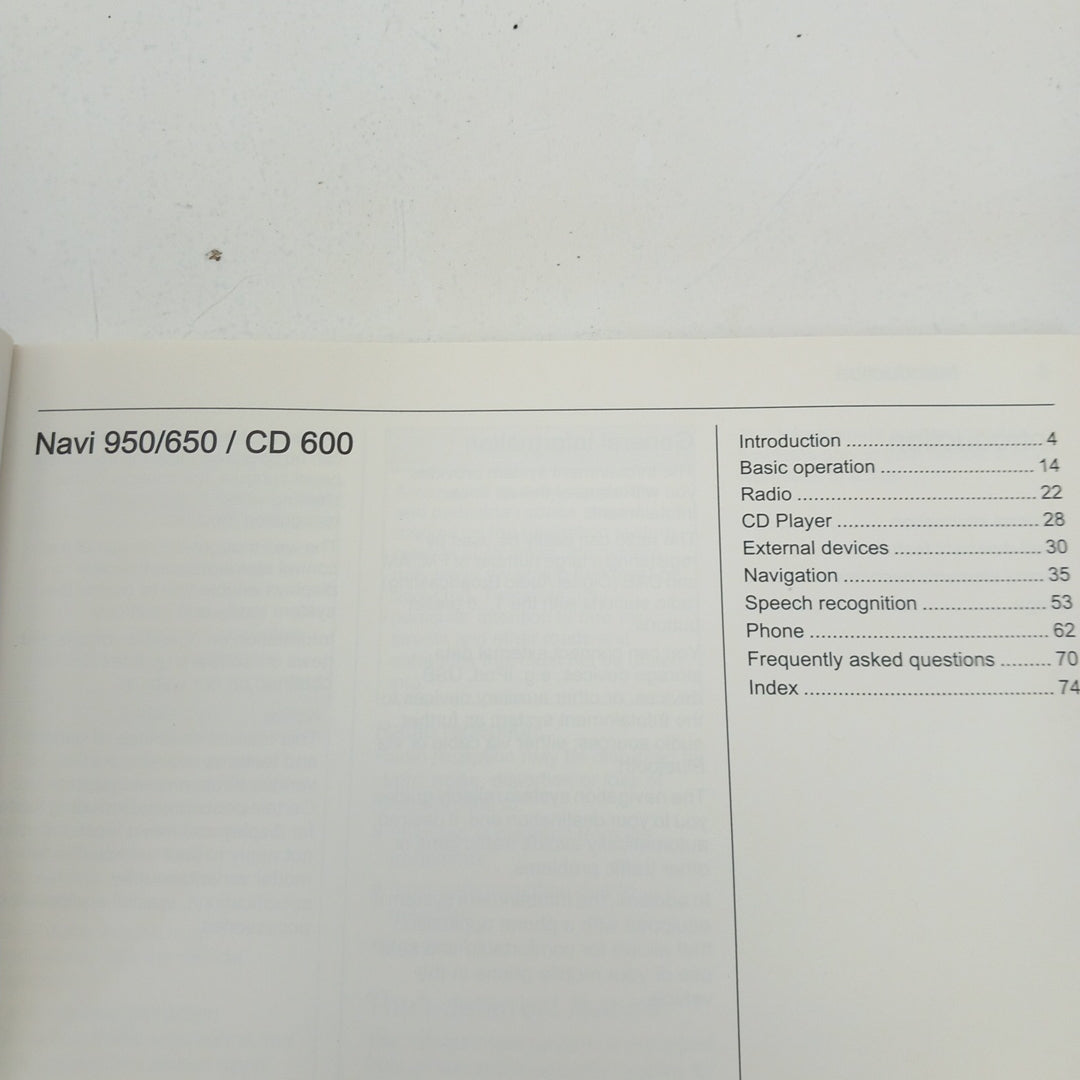 Navi 950/650 / CD 600
Introduction .................................... 4
Basic operation ............................ 14
Radio ........................................... 22
CD Player ..................................... 28
External devices ........................... 30
Navigation .................................... 35
Speech recognition ...................... 53
Phone ........................................... 62
Frequently asked questions ......... 70
Index ............................................ 74